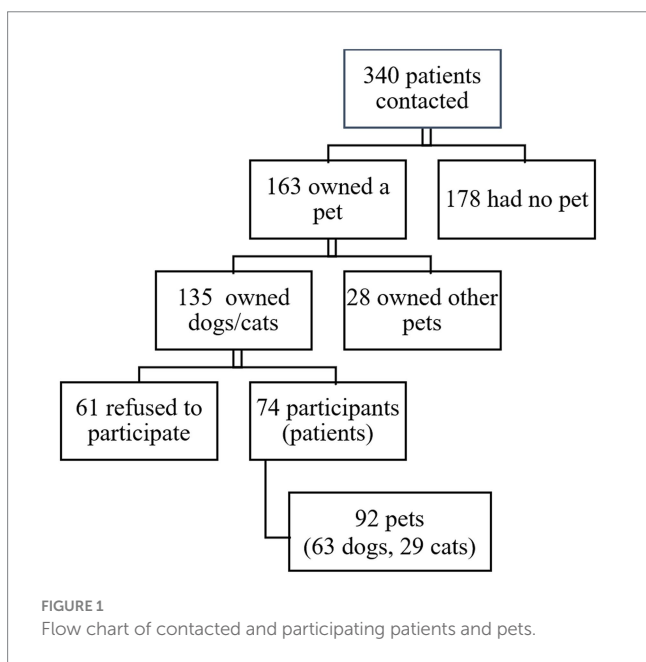 340 patients
contacted
163 owned a
pet
178 had no pet
135 owned
dogs/cats
28 owned other
pets
61 refused to
participate
74 participants
(patients)
92 pets
(63 dogs, 29 cats)
FIGURE 1
Flow chart of contacted and participating patients and pets.